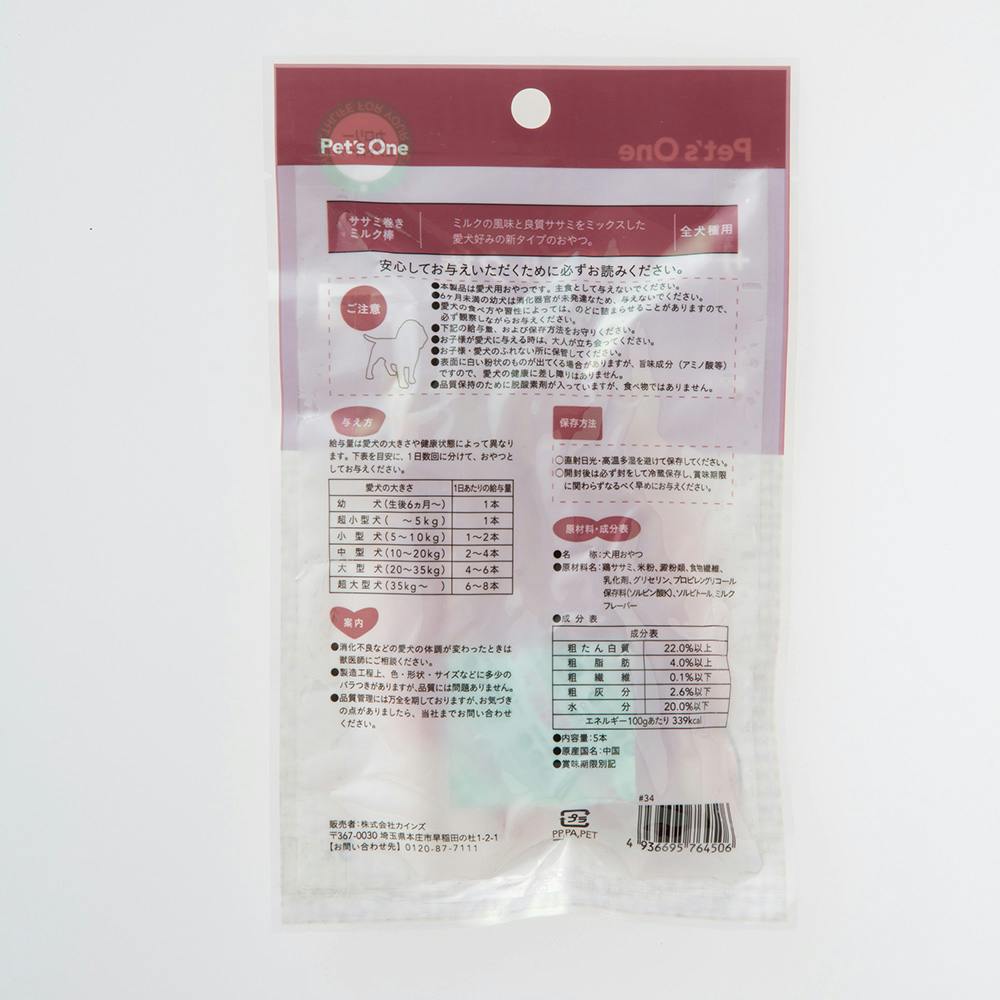 Pet's One
Pet's One
ササミ巻き
ミルク棒
ミルクの風味と良質ササミをミックスした
愛犬好みの新タイプのおやつ。
全犬種用
安心してお与えいただくために必ずお読みください。
ご注意
●本製品は愛犬用おやつです。主食として与えないでください。
●6ヶ月未満の幼犬は消化器官が未発達なため、与えないでください。
●愛犬の食べ方や習性によっては、のどに詰まらせることがありますので、
必ず観察しながらお与えください。
●下記の給与量、および保存方法をお守りください。
●お子様が愛犬に与える時は、大人が立ち会ってください。
●お子様・愛犬のふれない所に保管してください。
●表面に白い粉状のものが出てくる場合がありますが、旨味成分（アミノ酸等）
ですので、愛犬の健康に差し障りはありません。
●品質保持のために脱酸素剤が入っていますが、食べ物ではありません。
与え方
給与量は愛犬の大きさや健康状態によって異なり
ます。下表を目安に、1日数回に分けて、おやつと
してお与えください。
愛犬の大きさ 1日あたりの給与量
幼犬(生後6ヵ月〜) 1本
超小型犬( 〜5kg) 1本
小型犬(5〜10kg) 1〜2本
中型犬(10〜20kg) 2〜4本
大型犬(20〜35kg) 4〜6本
超大型犬(35kg〜 ) 6〜8本
案内
●消化不良などの愛犬の体調が変わったときは
獣医師にご相談ください。
●製造工程上、色・形状・サイズなどに多少の
バラつきがありますが、品質には問題ありません。
●品質管理には万全を期しておりますが、お気づき
の点がありましたら、当社までお問い合わせ
ください。
販売者：株式会社カインズ
〒367-0030 埼玉県本庄市早稲田の杜1-2-1
【お問い合わせ先】0120-87-7111
保存方法
○直射日光・高温多湿を避けて保存してください。
○開封後は必ず封をして冷蔵保存し、賞味期限
に関わらずなるべく早めにお与えください。
原材料・成分表
●名 称：犬用おやつ
●原材料名：鶏ササミ、米粉、澱粉類、食物繊維、
乳化剤、グリセリン、プロピレングリコール
保存料(ソルビン酸K)、ソルビトール、ミルク
フレーバー
●成分表
成分表
粗たん白質 22.0%以上
粗脂肪 4.0%以上
粗繊維 0.1%以下
粗灰分 2.6%以下
水分 20.0%以下
エネルギー100gあたり 339kcal
●内容量：5本
●原産国名：中国
●賞味期限別記
#34
プラ
PP,PA,PET
4 936695 764506